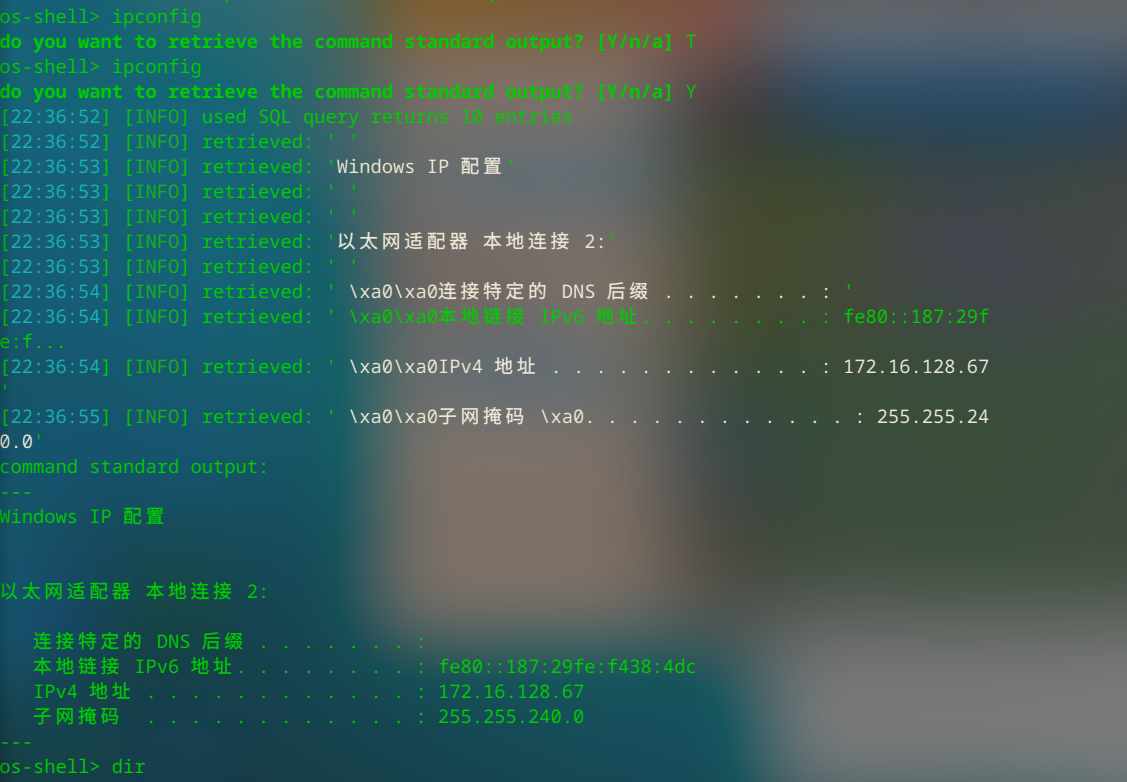 os-shell> ipconfig
do you want to retrieve the command standard output? [Y/n/a] T
os-shell> ipconfig
do you want to retrieve the command standard output? [Y/n/a] Y
[22:36:52] [INFO] used SQL query returns 10 entries
[22:36:52] [INFO] retrieved: ' '
[22:36:53] [INFO] retrieved: 'Windows IP 配置'
[22:36:53] [INFO] retrieved: ' '
[22:36:53] [INFO] retrieved: ' '
[22:36:53] [INFO] retrieved: '以太网适配器 本地连接 2:'
[22:36:53] [INFO] retrieved: ' '
[22:36:54] [INFO] retrieved: ' \xa0\xa0连接特定的 DNS 后缀 . . . . . . . : '
[22:36:54] [INFO] retrieved: ' \xa0\xa0本地链接 IPv6 地址. . . . . . . . : fe80::187:29f
e:f...
[22:36:54] [INFO] retrieved: ' \xa0\xa0IPv4 地址 . . . . . . . . . . . . : 172.16.128.67
'
[22:36:55] [INFO] retrieved: ' \xa0\xa0子网掩码 \xa0. . . . . . . . . . . . : 255.255.24
0.0'
command standard output:
---
Windows IP 配置
以太网适配器 本地连接 2:
连接特定的 DNS 后缀 . . . . . . . :
本地链接 IPv6 地址. . . . . . . . : fe80::187:29fe:f438:4dc
IPv4 地址 . . . . . . . . . . . . : 172.16.128.67
子网掩码  . . . . . . . . . . . . : 255.255.240.0
---
os-shell> dir